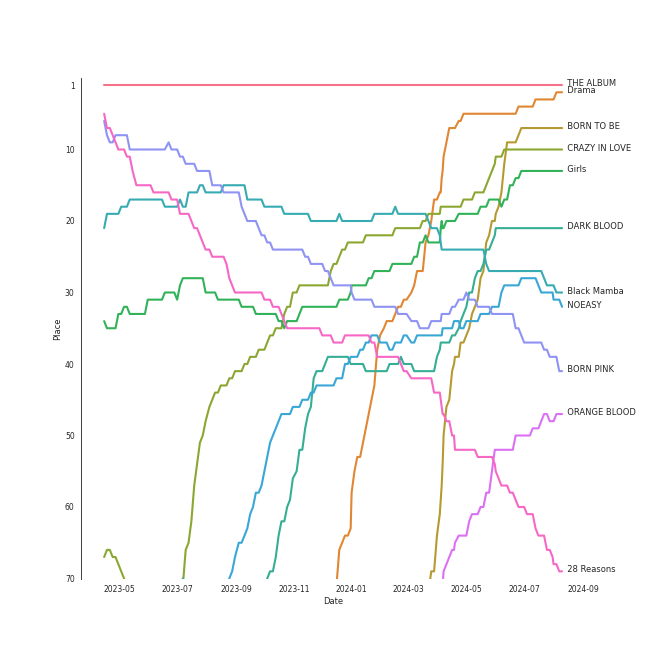 THE ALBUM
1
Drama
BORN TO BE
10
CRAZY IN LOVE
Girls
20
DARK BLOOD
30
Black Mamba
NOEASY
Place
40
BORN PINK
ORANGE BLOOD
50
60
28 Reasons
70
2023-05 2023-07 2023-09 2023-11 2024-01 2024-03 2024-05 2024-07 2024-09
Date